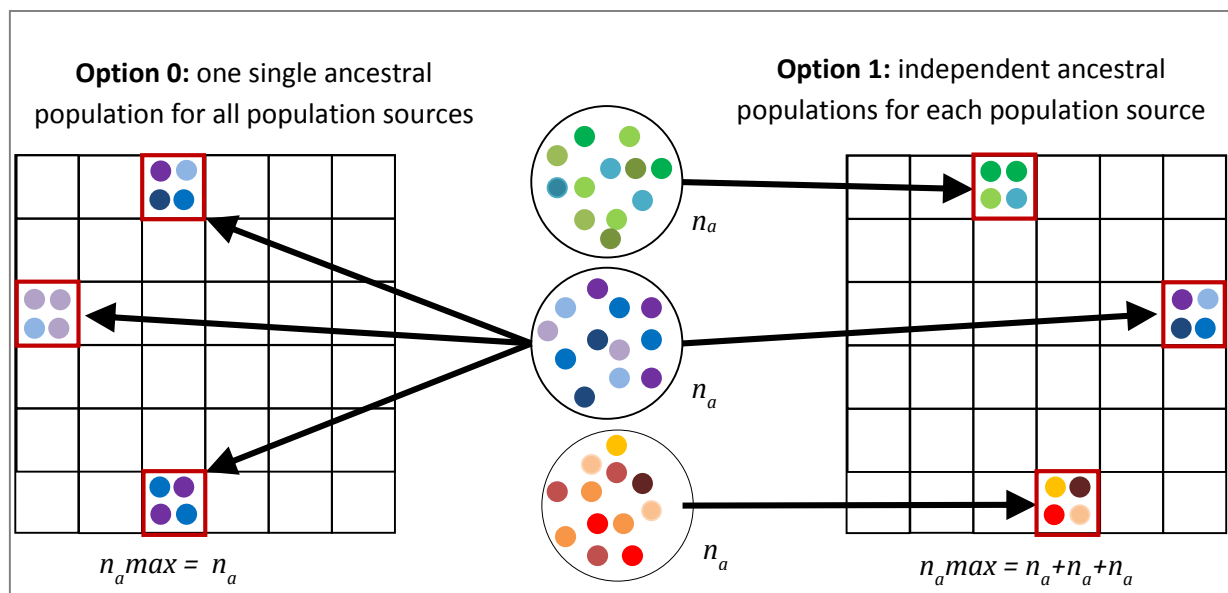 Option 0: one single ancestral
population for all population sources
Option 1: independent ancestral
populations for each population source
nₐ
nₐ
nₐ
nₐmax = nₐ
nₐmax = nₐ+nₐ+nₐ